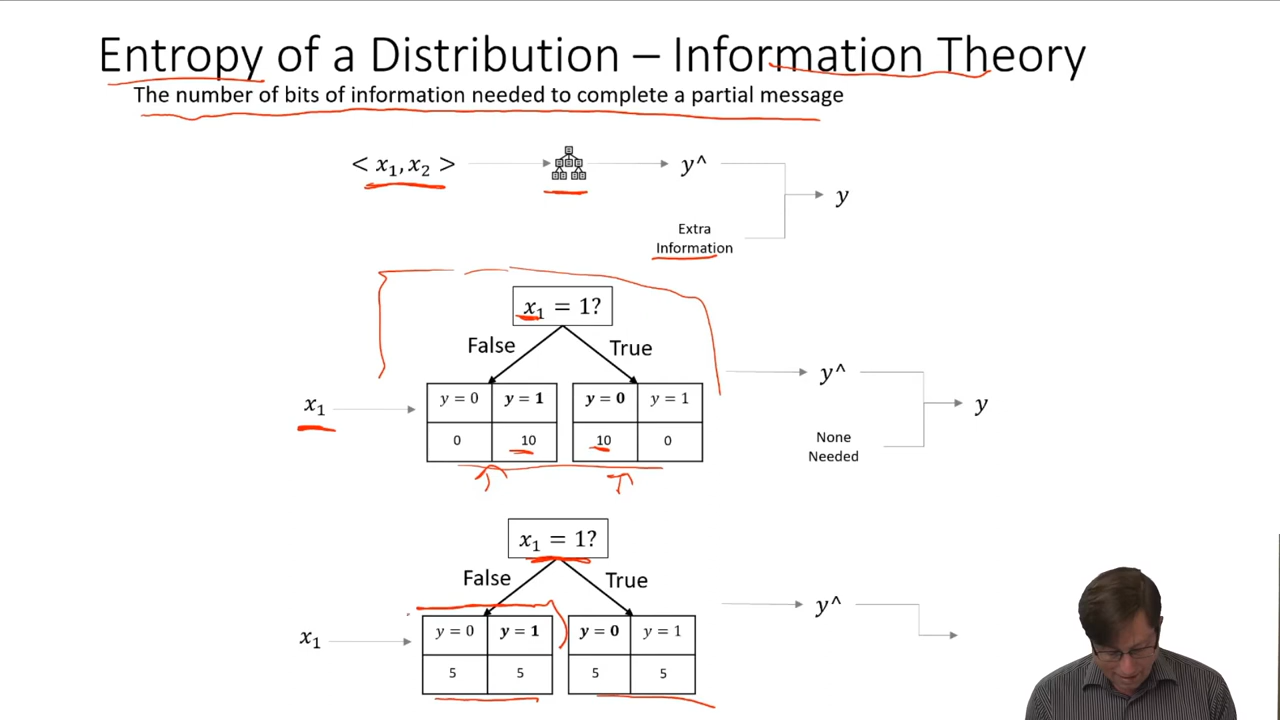 Entropy of a Distribution – Information Theory
The number of bits of information needed to complete a partial message
< x₁, x₂ >
y^
y
Extra
Information
x₁ = 1?
False
True
x₁
y = 0
y = 1
y = 0
y = 1
0
10
10
0
y^
y
None
Needed
x₁ = 1?
False
True
x₁
y = 0
y = 1
y = 0
y = 1
5
5
5
5
y^